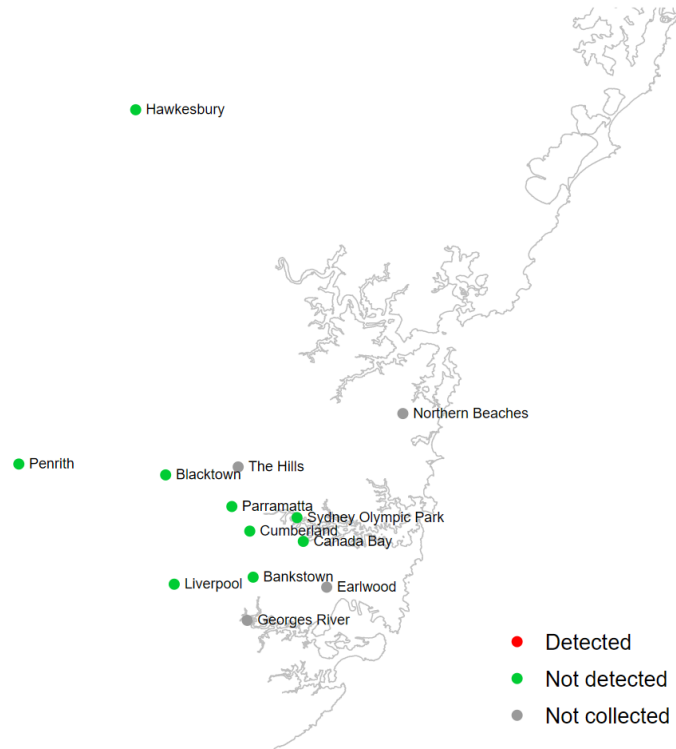 Hawkesbury
Northern Beaches
Penrith
The Hills
Blacktown
Parramatta
Sydney Olympic Park
Cumberland
Canada Bay
Bankstown
Liverpool
Earlwood
Georges River
Detected
Not detected
Not collected